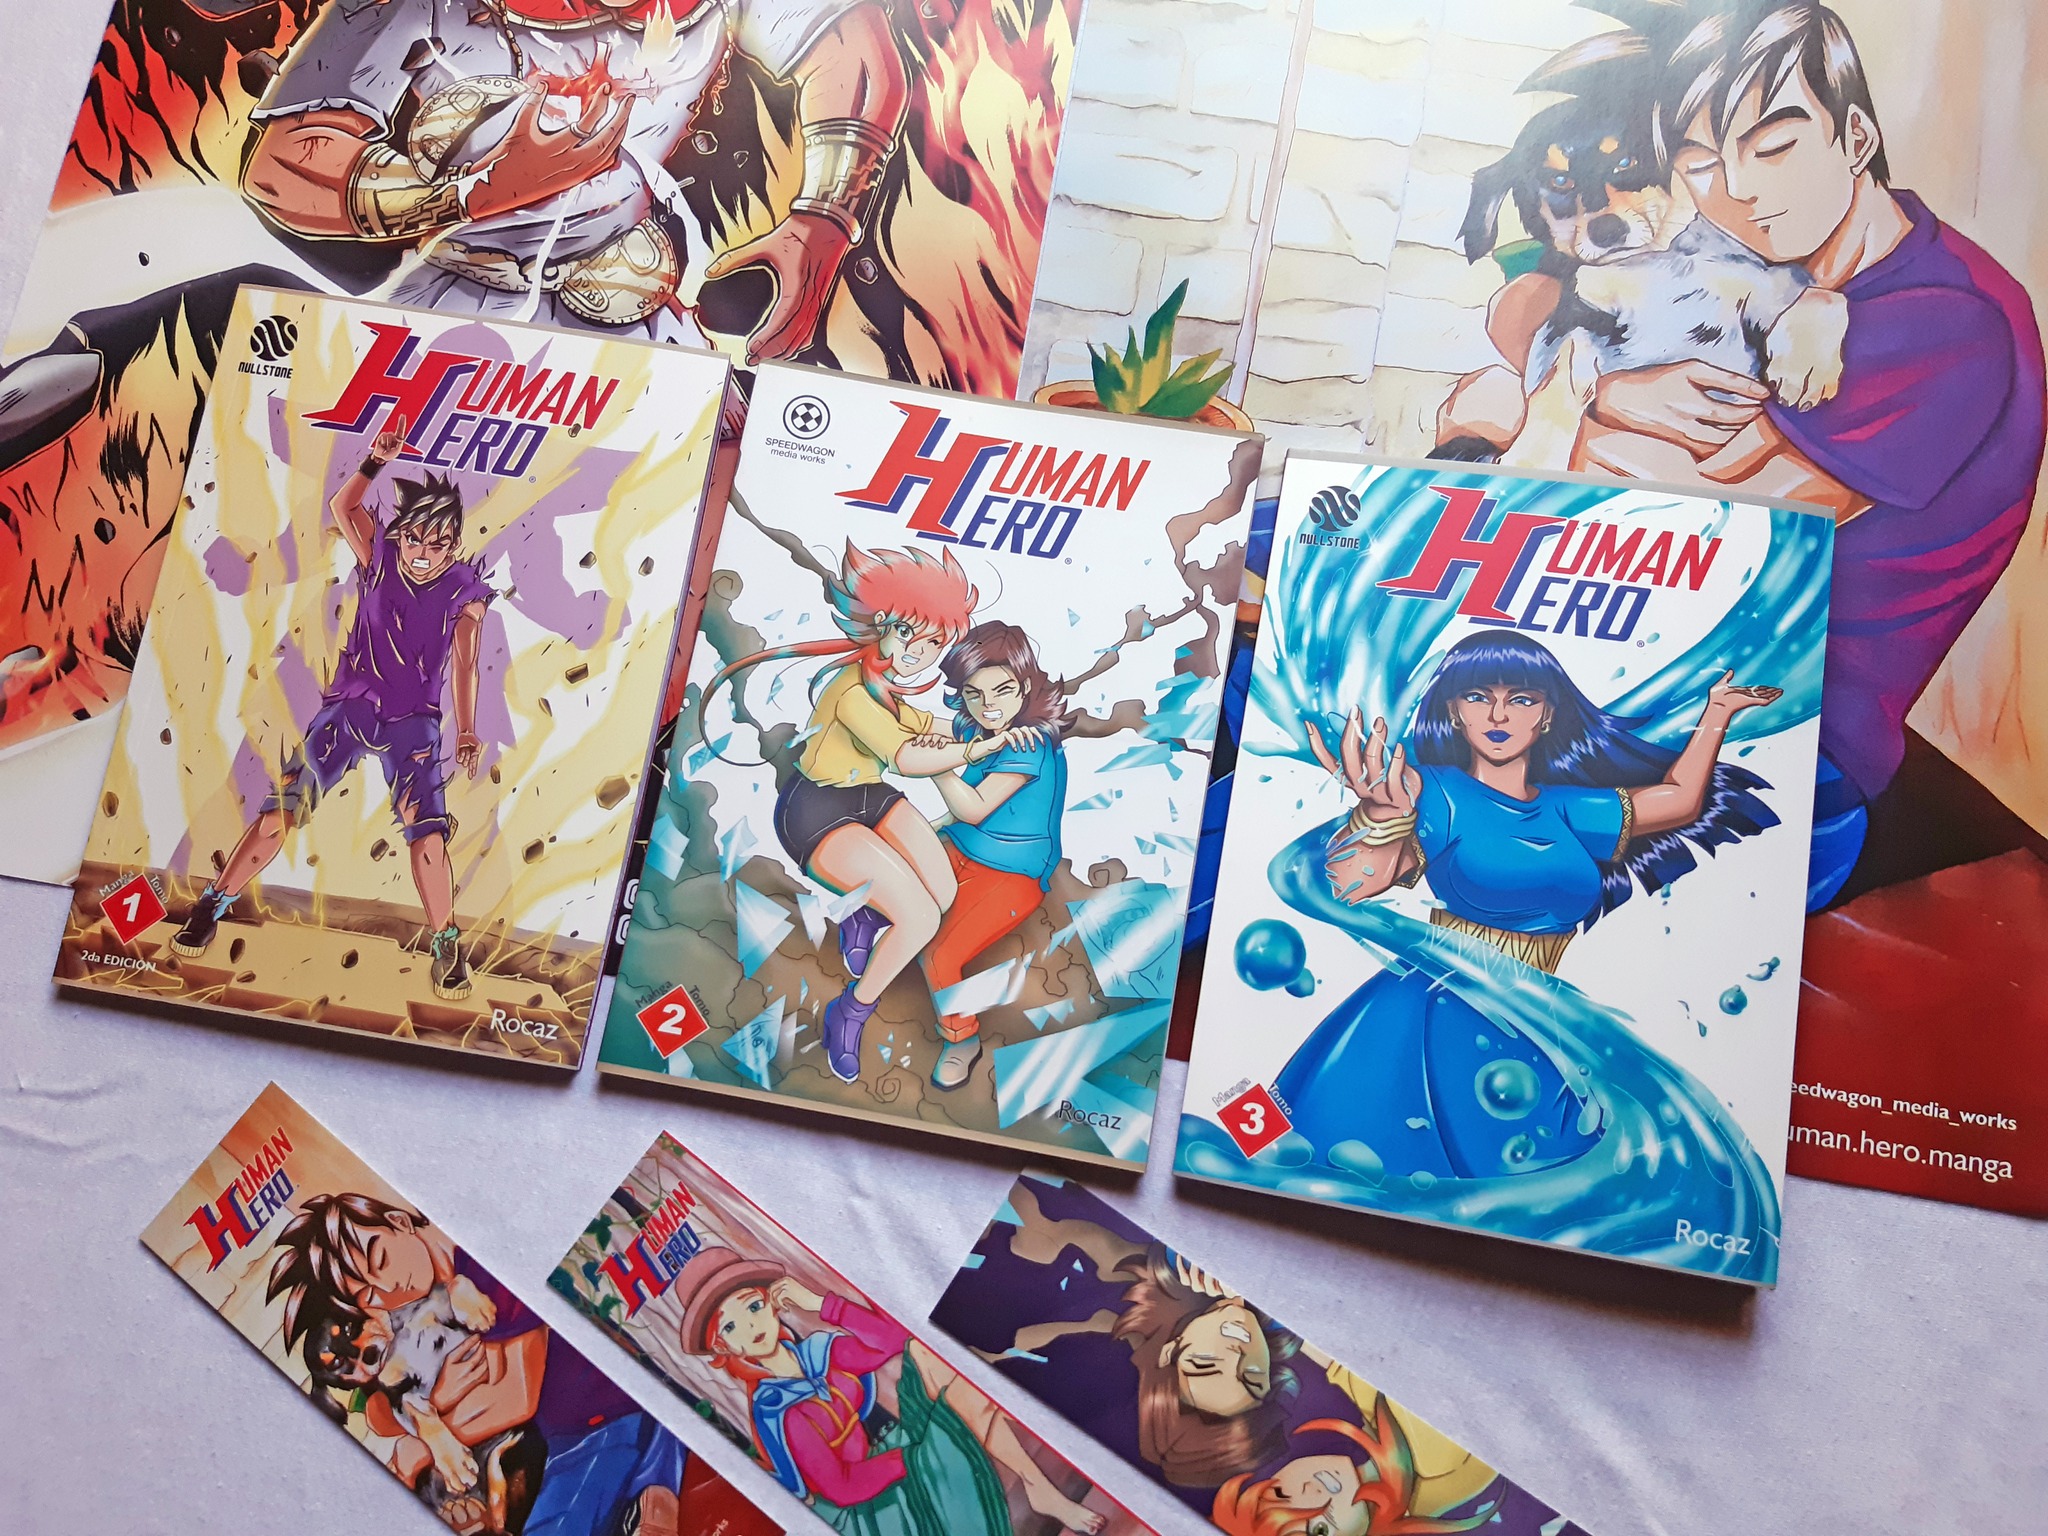 NULLSTONE
HUMAN
HERO
Manga
Tomo
1
2da EDICIÓN
Rocaz
SPEEDWAGON
media works
HUMAN
HERO
Manga
Tomo
2
Rocaz
NULLSTONE
HUMAN
HERO
Manga
Tomo
3
Rocaz
eedwagon_media_works
uman.hero.manga
HUMAN
HERO
HUMAN
HERO